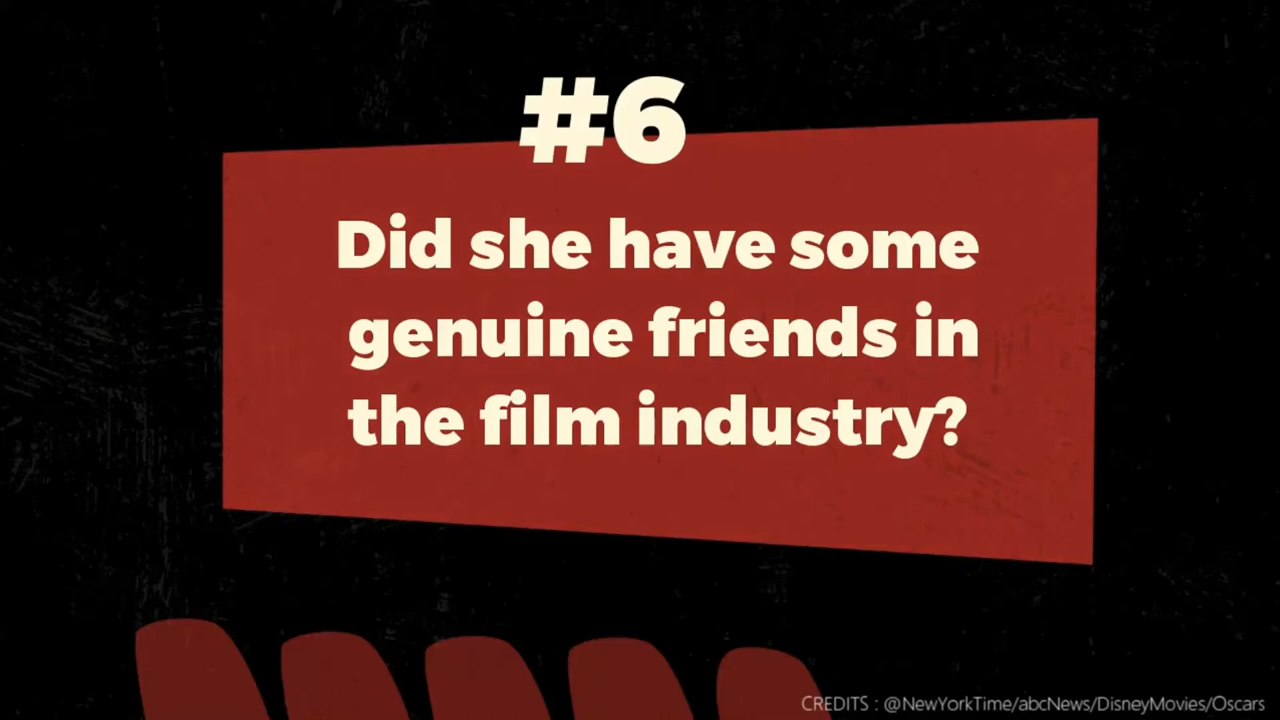 #6
Did she have some
genuine friends in
the film industry?
CREDITS : @NewYorkTime/abcNews/DisneyMovies/Oscars